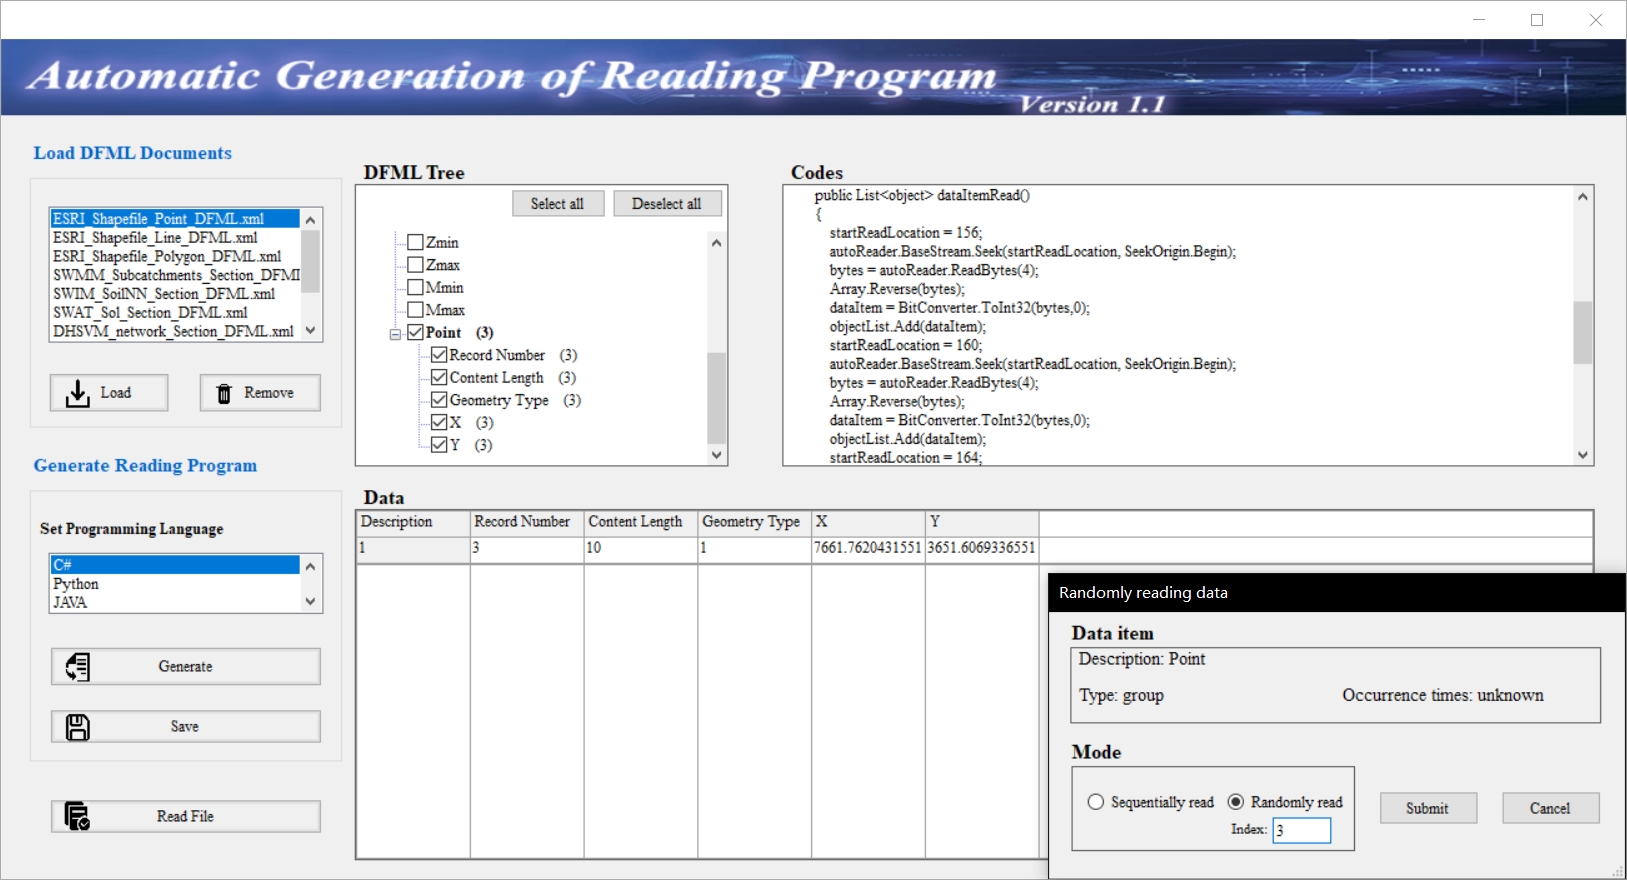 Automatic Generation of Reading Program
Version 1.1
Load DFML Documents
ESRI_Shapefile_Point_DFML.xml
ESRI_Shapefile_Line_DFML.xml
ESRI_Shapefile_Polygon_DFML.xml
SWMM_Subcatchments_Section_DFMI
SWIM_SoilNN_Section_DFML.xml
SWAT_Sol_Section_DFML.xml
DHSVM_network_Section_DFML.xml
Load
Remove
Generate Reading Program
Set Programming Language
C#
Python
JAVA
Generate
Save
Read File
DFML Tree
Select all
Deselect all
Zmin
Zmax
Mmin
Mmax
Point (3)
Record Number (3)
Content Length (3)
Geometry Type (3)
X (3)
Y (3)
Codes
public List<object> dataItemRead()
{
startReadLocation = 156;
autoReader.BaseStream.Seek(startReadLocation, SeekOrigin.Begin);
bytes = autoReader.ReadBytes(4);
Array.Reverse(bytes);
dataItem = BitConverter.ToInt32(bytes,0);
objectList.Add(dataItem);
startReadLocation = 160;
autoReader.BaseStream.Seek(startReadLocation, SeekOrigin.Begin);
bytes = autoReader.ReadBytes(4);
Array.Reverse(bytes);
dataItem = BitConverter.ToInt32(bytes,0);
objectList.Add(dataItem);
startReadLocation = 164;
Data
Description Record Number Content Length Geometry Type X Y
1 3 10 1 7661.7620431551 3651.6069336551
Randomly reading data
Data item
Description: Point
Type: group Occurrence times: unknown
Mode
Sequentially read Randomly read
Index: 3
Submit
Cancel